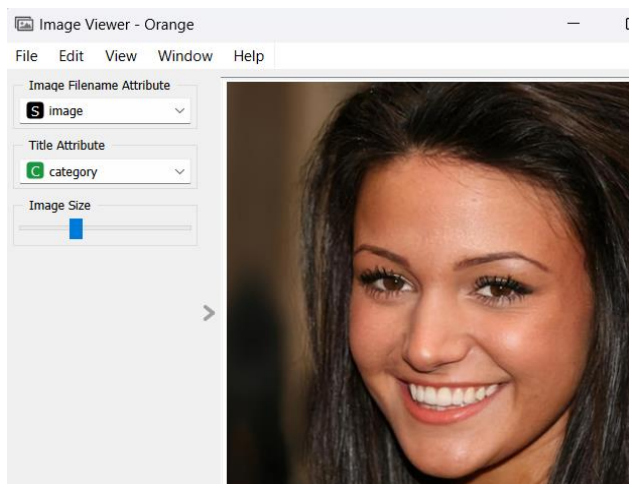 Image Viewer - Orange
File Edit View Window Help
Image Filename Attribute
S image
Title Attribute
C category
Image Size